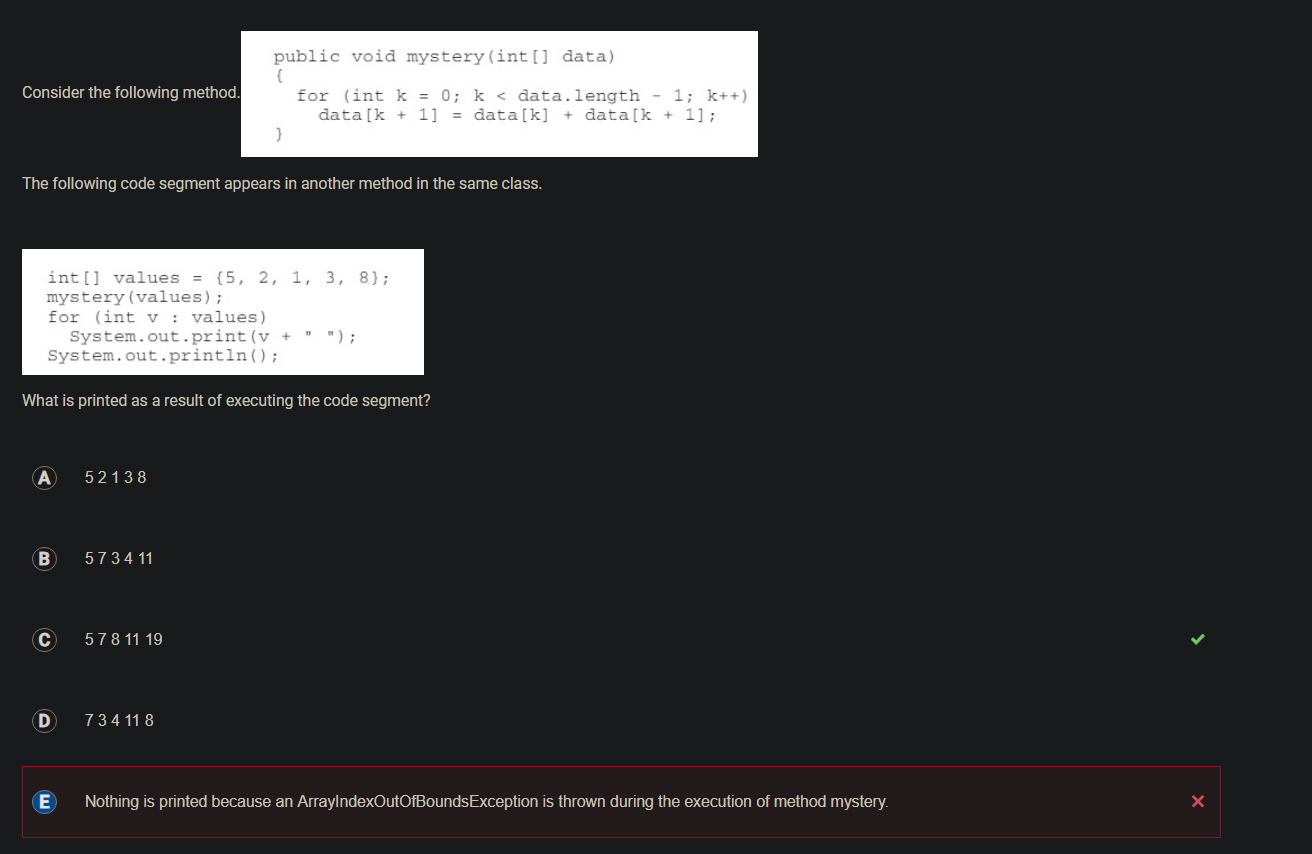 Consider the following method.
public void mystery(int[] data)
{
for (int k = 0; k < data.length - 1; k++)
data[k + 1] = data[k] + data[k + 1];
}
The following code segment appears in another method in the same class.
int[] values = {5, 2, 1, 3, 8};
mystery(values);
for (int v : values)
System.out.print(v + " ");
System.out.println();
What is printed as a result of executing the code segment?
A 5 2 1 3 8
B 5 7 3 4 11
C 5 7 8 11 19
D 7 3 4 11 8
E Nothing is printed because an ArrayIndexOutOfBoundsException is thrown during the execution of method mystery.